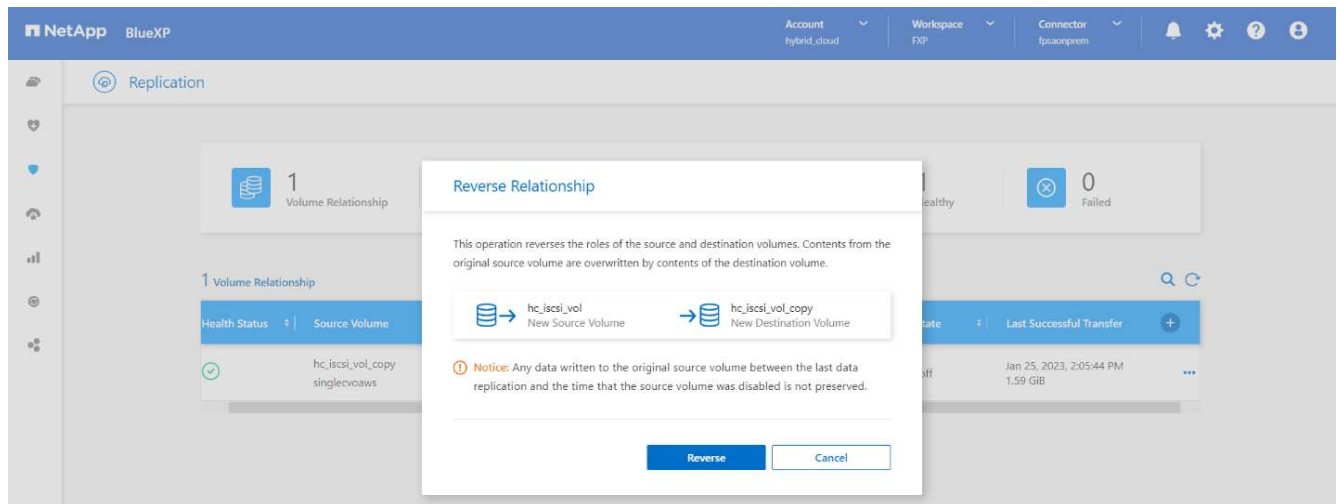 NetApp BlueXP
Account
hybrid_cloud
Workspace
FXP
Connector
fpsaonprem
Replication
1
Volume Relationship
ealthy
0
Failed
Reverse Relationship
This operation reverses the roles of the source and destination volumes. Contents from the
original source volume are overwritten by contents of the destination volume.
hc_iscsi_vol
New Source Volume
hc_iscsi_vol_copy
New Destination Volume
Notice: Any data written to the original source volume between the last data
replication and the time that the source volume was disabled is not preserved.
Reverse
Cancel
1 Volume Relationship
Health Status
Source Volume
tate
Last Successful Transfer
hc_iscsi_vol_copy
singlecvoaws
off
Jan 25, 2023, 2:05:44 PM
1.59 GiB